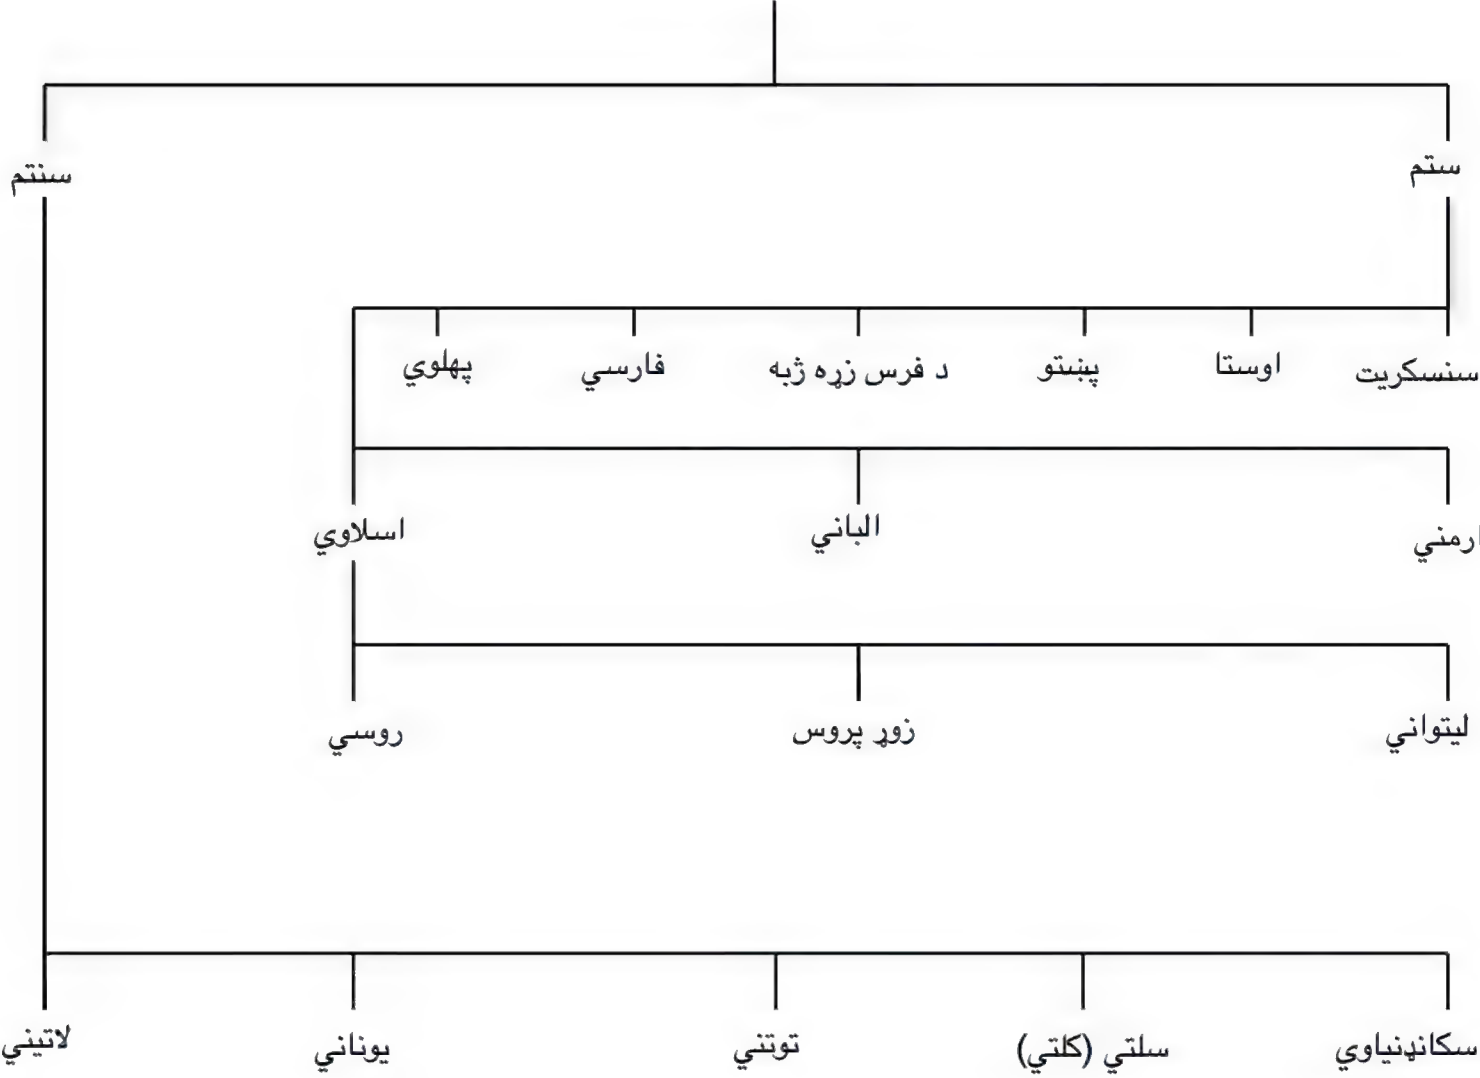 ستم
سنتم
سنسکریت
اوستا
پښتو
د فرس زړه ژبه
فارسي
پهلوي
ارمني
الباني
اسلاوي
لیتواني
زوړ پروس
روسي
سکانډنیاوي
سلتي (کلتي)
توتني
یوناني
لاتیني